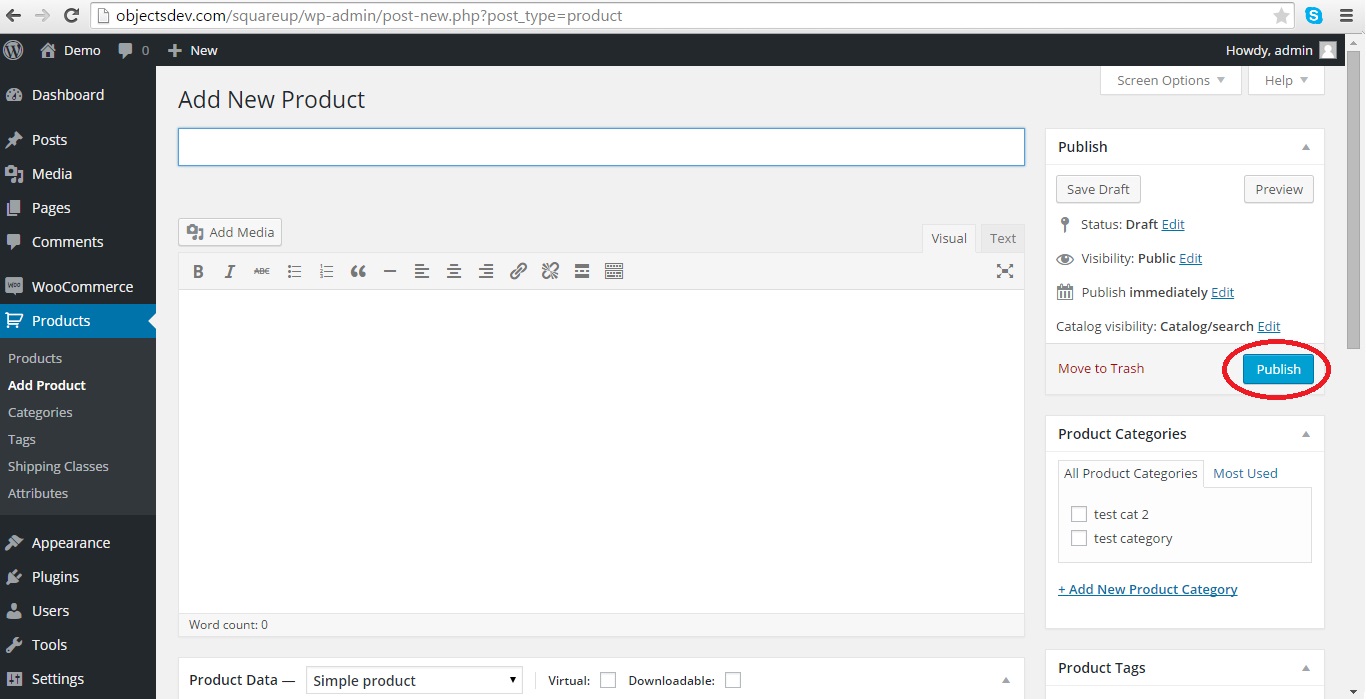 objectsdev.com/squareup/wp-admin/post-new.php?post_type=product
Demo 0 New Howdy, admin
Screen Options Help
Dashboard
Posts
Media
Pages
Comments
WooCommerce
Products
Products
Add Product
Categories
Tags
Shipping Classes
Attributes
Appearance
Plugins
Users
Tools
Settings
Add New Product
Add Media
Visual Text
B I ABC
Word count: 0
Product Data — Simple product Virtual: Downloadable:
Publish
Save Draft Preview
Status: Draft Edit
Visibility: Public Edit
Publish immediately Edit
Catalog visibility: Catalog/search Edit
Move to Trash Publish
Product Categories
All Product Categories Most Used
test cat 2
test category
+ Add New Product Category
Product Tags